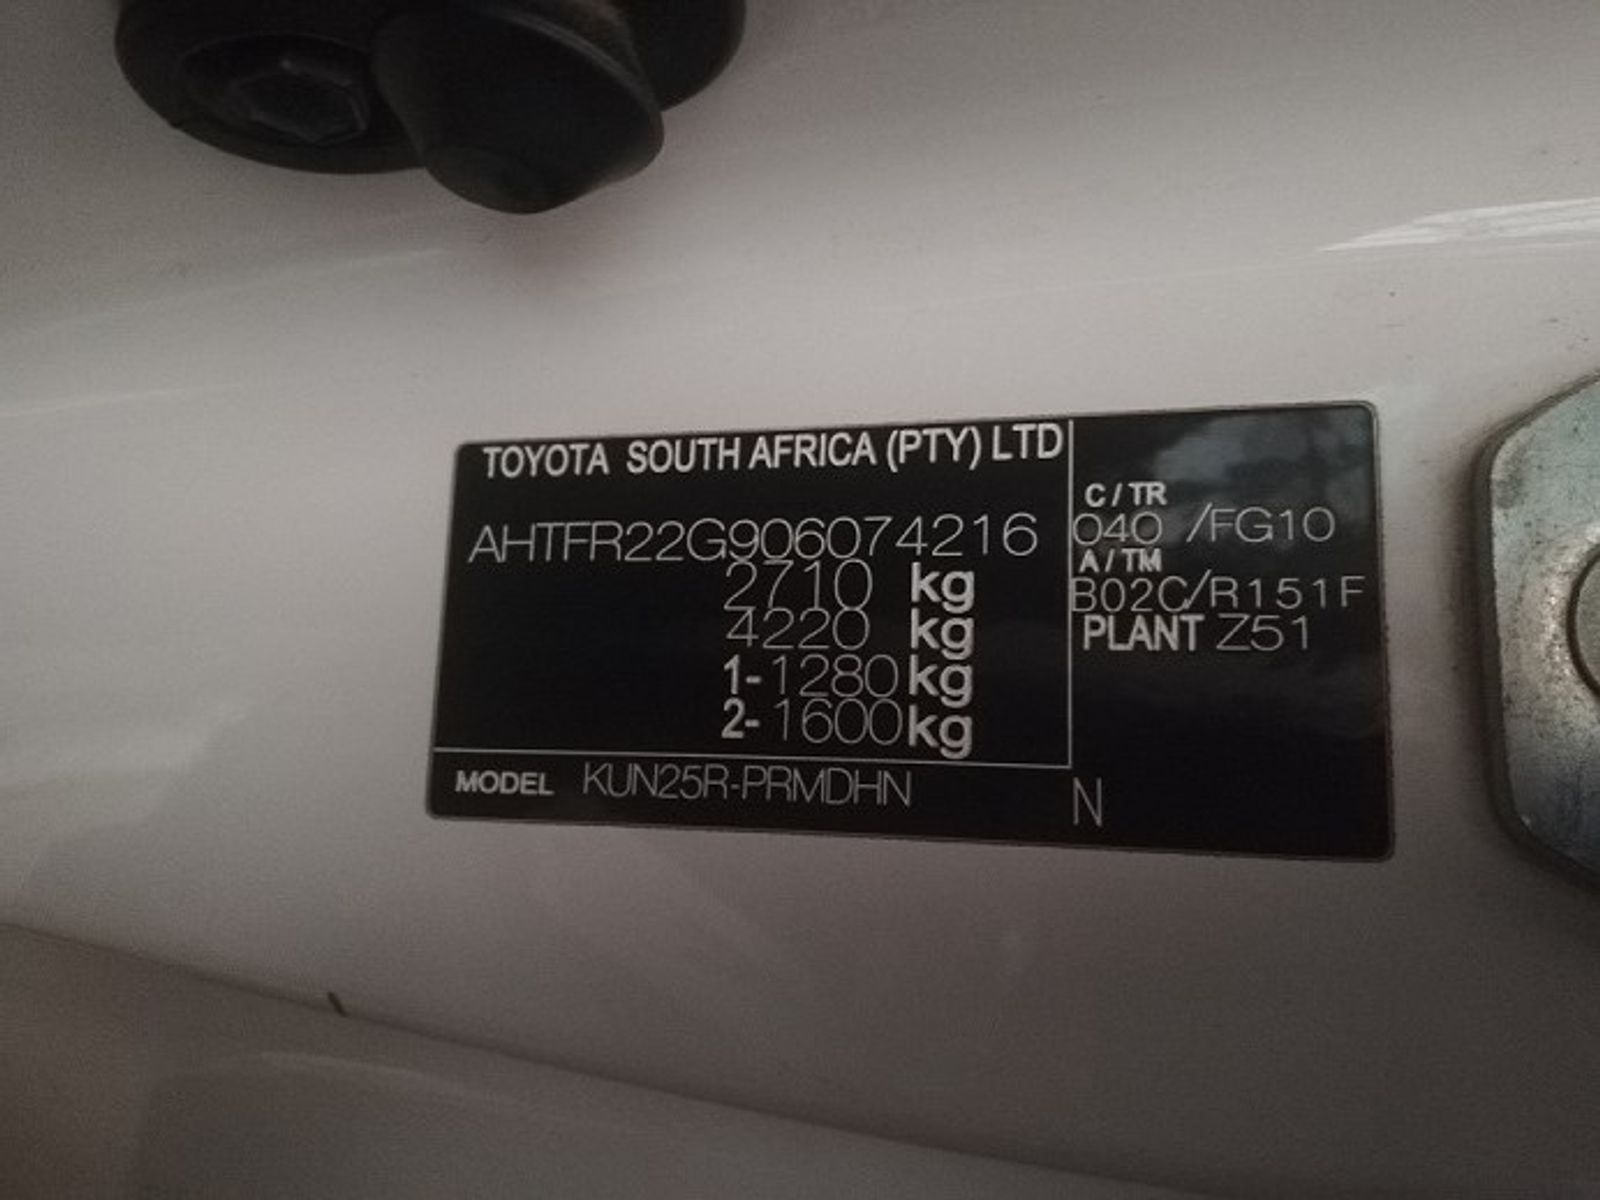 TOYOTA SOUTH AFRICA (PTY) LTD
AHTFR22G906074216
2710 kg
4220 kg
1-1280 kg
2-1600 kg
MODEL KUN25R-PRMDHN
C/TR
040 /FG10
A/TM
B02C/R151F
PLANT Z51
N